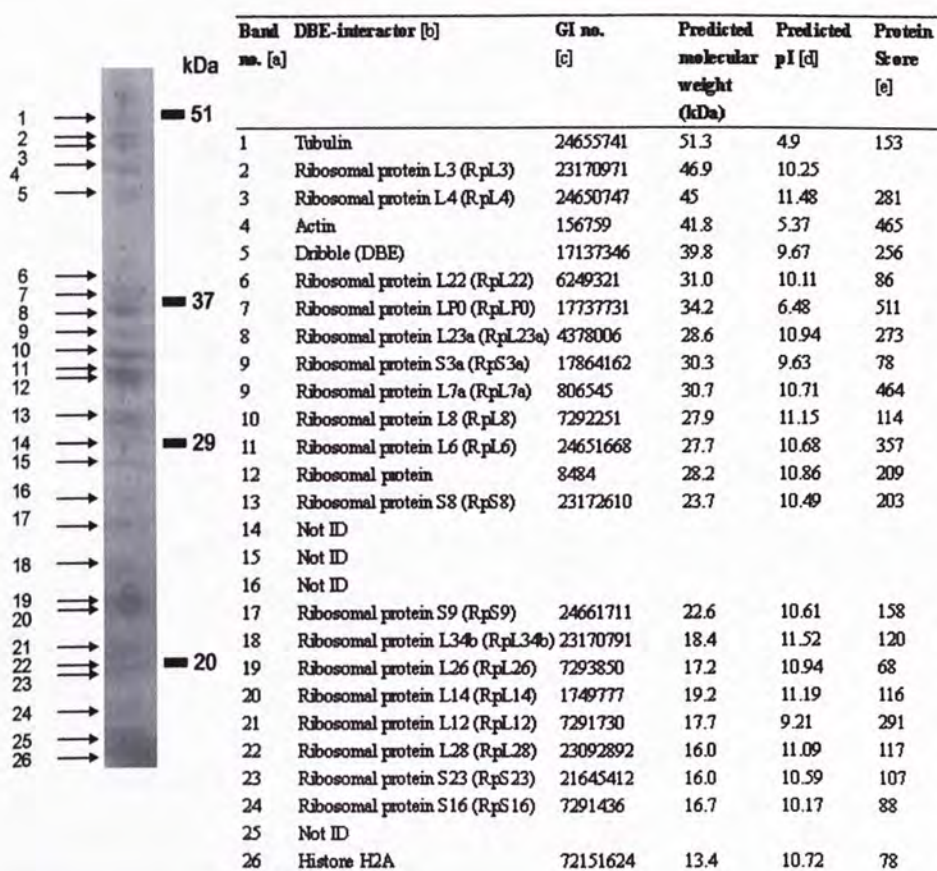 kDa
51
37
29
20
1
2
3
4
5
6
7
8
9
10
11
12
13
14
15
16
17
18
19
20
21
22
23
24
25
26
Band no. [a] DBE-interactor [b] GI no. [c] Predicted molecular weight (kDa) Predicted pI [d] Protein Score [e]
1 Tubulin 24655741 51.3 4.9 153
2 Ribosomal protein L3 (RpL3) 23170971 46.9 10.25
3 Ribosomal protein L4 (RpL4) 24650747 45 11.48 281
4 Actin 156759 41.8 5.37 465
5 Dribble (DBE) 17137346 39.8 9.67 256
6 Ribosomal protein L22 (RpL22) 6249321 31.0 10.11 86
7 Ribosomal protein LP0 (RpLP0) 17737731 34.2 6.48 511
8 Ribosomal protein L23a (RpL23a) 4378006 28.6 10.94 273
9 Ribosomal protein S3a (RpS3a) 17864162 30.3 9.63 78
9 Ribosomal protein L7a (RpL7a) 806545 30.7 10.71 464
10 Ribosomal protein L8 (RpL8) 7292251 27.9 11.15 114
11 Ribosomal protein L6 (RpL6) 24651668 27.7 10.68 357
12 Ribosomal protein 8484 28.2 10.86 209
13 Ribosomal protein S8 (RpS8) 23172610 23.7 10.49 203
14 Not ID
15 Not ID
16 Not ID
17 Ribosomal protein S9 (RpS9) 24661711 22.6 10.61 158
18 Ribosomal protein L34b (RpL34b) 23170791 18.4 11.52 120
19 Ribosomal protein L26 (RpL26) 7293850 17.2 10.94 68
20 Ribosomal protein L14 (RpL14) 1749777 19.2 11.19 116
21 Ribosomal protein L12 (RpL12) 7291730 17.7 9.21 291
22 Ribosomal protein L28 (RpL28) 23092892 16.0 11.09 117
23 Ribosomal protein S23 (RpS23) 21645412 16.0 10.59 107
24 Ribosomal protein S16 (RpS16) 7291436 16.7 10.17 88
25 Not ID
26 Histore H2A 72151624 13.4 10.72 78